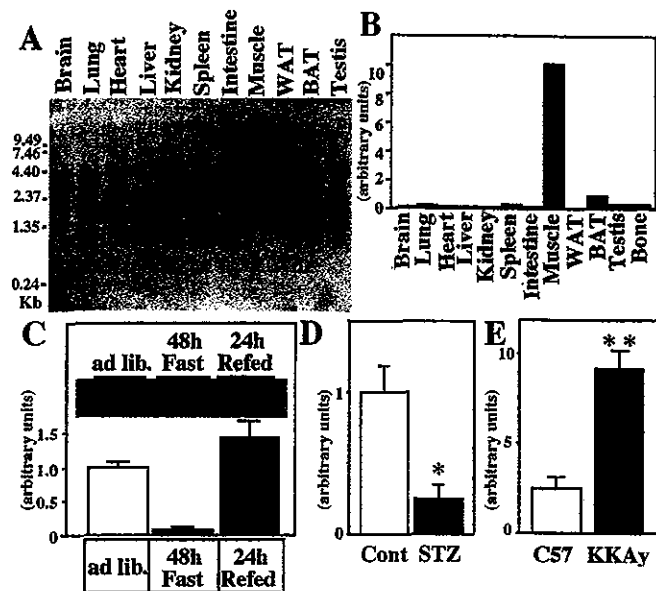 A
Brain
Lung
Heart
Liver
Kidney
Spleen
Intestine
Muscle
WAT
BAT
Testis
9.49
7.46
4.40
2.37
1.35
0.24
Kb
B
(arbitrary units)
10
8
6
4
2
0
Brain
Lung
Heart
Liver
Kidney
Spleen
Intestine
Muscle
WAT
BAT
Testis
Bone
C
ad lib.
48h Fast
24h Refed
(arbitrary units)
1.5
1.0
0.5
0
ad lib.
48h Fast
24h Refed
D
(arbitrary units)
1
0
*
Cont STZ
E
(arbitrary units)
10
5
0
**
C57 KKAy